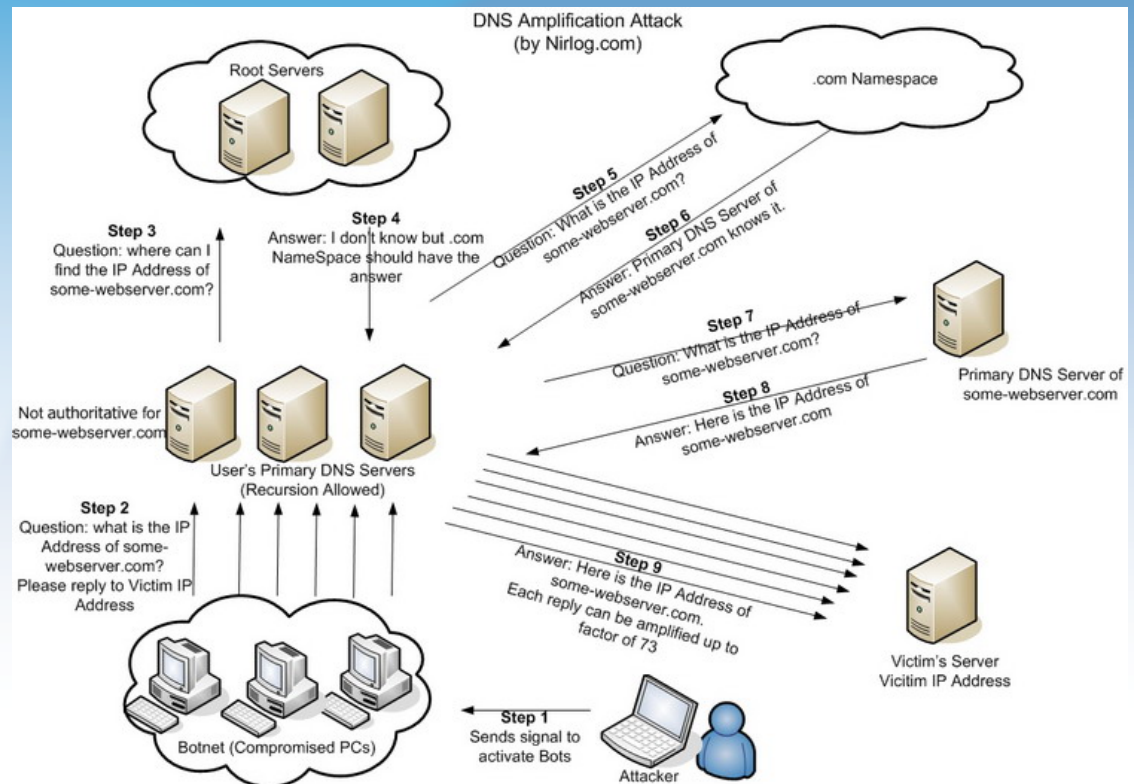 DNS Amplification Attack
(by Nirlog.com)
Root Servers
.com Namespace
Step 3
Question: where can I
find the IP Address of
some-webserver.com?
Step 4
Answer: I don't know but .com
NameSpace should have the
answer
Step 5
Question: What is the IP Address of
some-webserver.com?
Step 6
Answer: Primary DNS Server of
some-webserver.com knows it.
Step 7
Question: What is the IP Address of
some-webserver.com?
Step 8
Answer: Here is the IP Address of
some-webserver.com
Primary DNS Server of
some-webserver.com
Not authoritative for
some-webserver.com
User's Primary DNS Servers
(Recursion Allowed)
Step 2
Question: what is the IP
Address of some-
webserver.com?
Please reply to Victim IP
Address
Step 9
Answer: Here is the IP Address of
some-webserver.com.
Each reply can be amplified up to
factor of 73
Victim's Server
Vicitim IP Address
Botnet (Compromised PCs)
Step 1
Sends signal to
activate Bots
Attacker